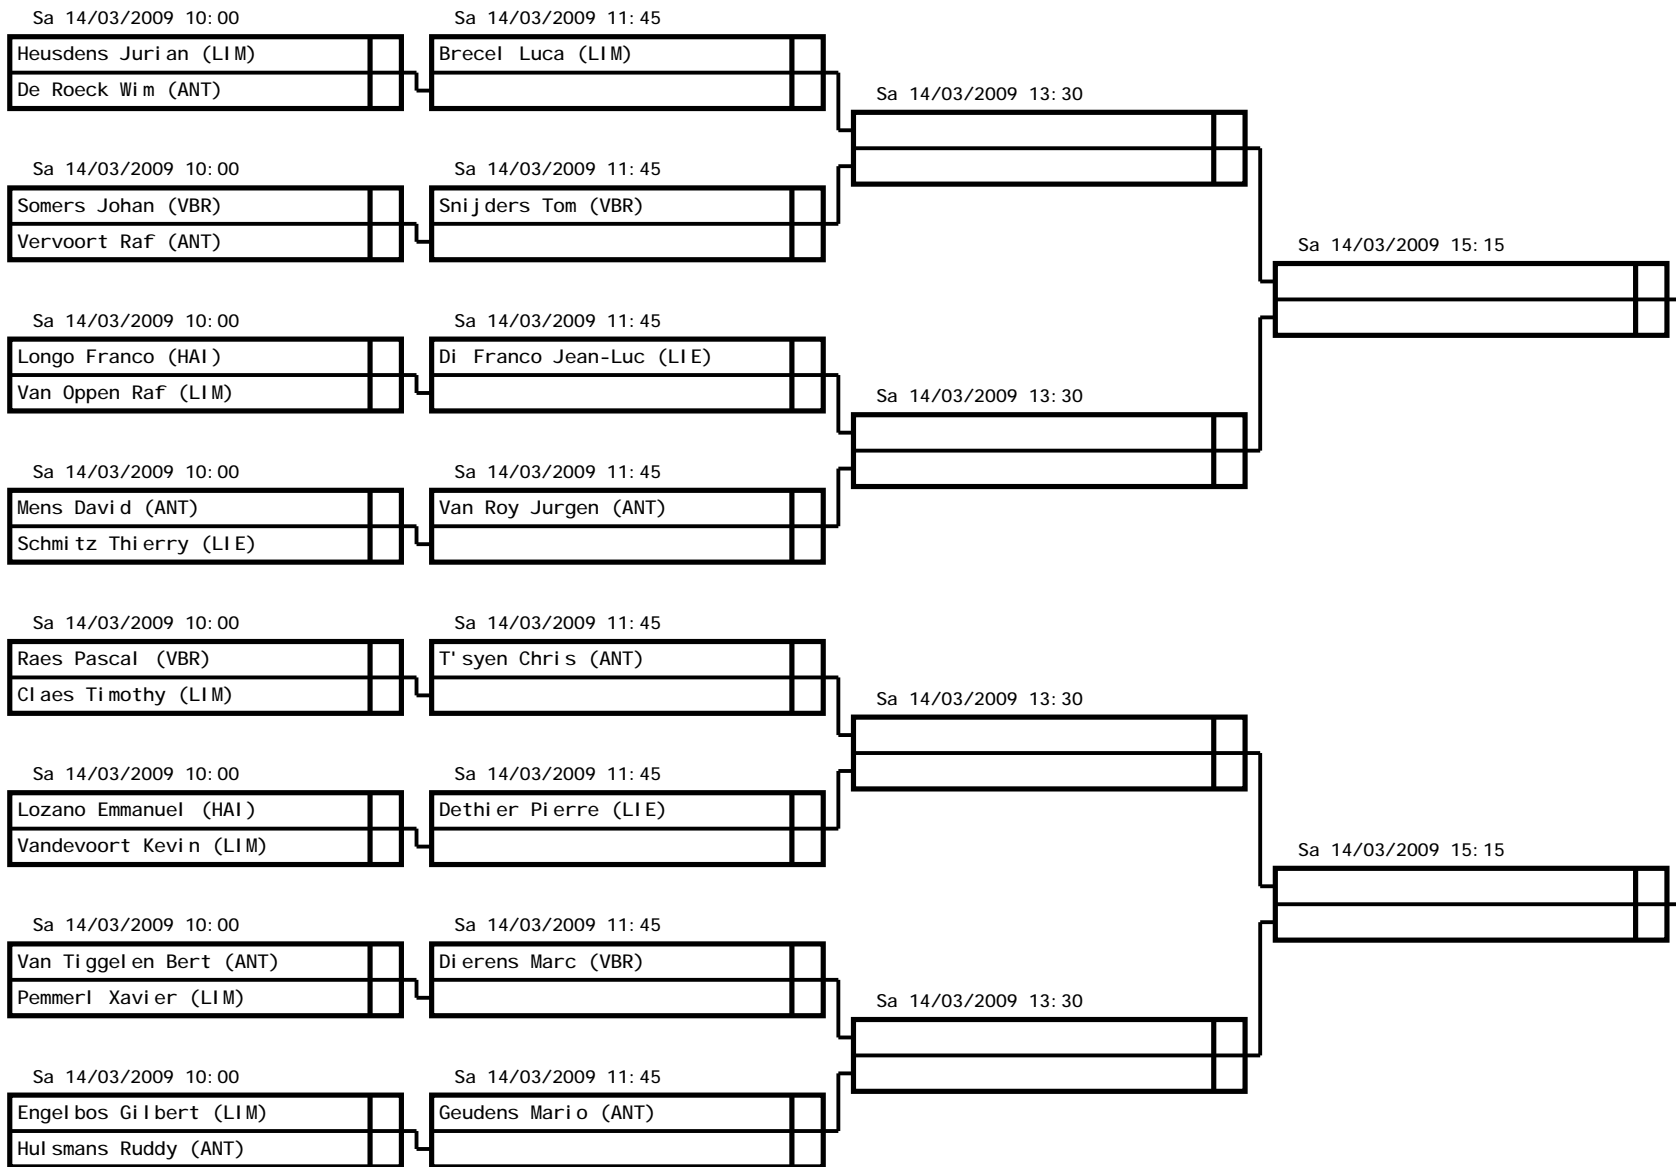 Sa 14/03/2009 10:00
Heusdens Jurian (LIM)
De Roeck Wim (ANT)
Sa 14/03/2009 10:00
Somers Johan (VBR)
Vervoort Raf (ANT)
Sa 14/03/2009 10:00
Longo Franco (HAI)
Van Oppen Raf (LIM)
Sa 14/03/2009 10:00
Mens David (ANT)
Schmitz Thierry (LIE)
Sa 14/03/2009 10:00
Raes Pascal (VBR)
Claes Timothy (LIM)
Sa 14/03/2009 10:00
Lozano Emmanuel (HAI)
Vandevoort Kevin (LIM)
Sa 14/03/2009 10:00
Van Tiggelen Bert (ANT)
Pemmerl Xavier (LIM)
Sa 14/03/2009 10:00
Engelbos Gilbert (LIM)
Hulsmans Ruddy (ANT)
Sa 14/03/2009 11:45
Brecel Luca (LIM)
Sa 14/03/2009 11:45
Snijders Tom (VBR)
Sa 14/03/2009 11:45
Di Franco Jean-Luc (LIE)
Sa 14/03/2009 11:45
Van Roy Jurgen (ANT)
Sa 14/03/2009 11:45
T'syen Chris (ANT)
Sa 14/03/2009 11:45
Dethier Pierre (LIE)
Sa 14/03/2009 11:45
Dierens Marc (VBR)
Sa 14/03/2009 11:45
Geudens Mario (ANT)
Sa 14/03/2009 13:30
Sa 14/03/2009 13:30
Sa 14/03/2009 13:30
Sa 14/03/2009 13:30
Sa 14/03/2009 15:15
Sa 14/03/2009 15:15